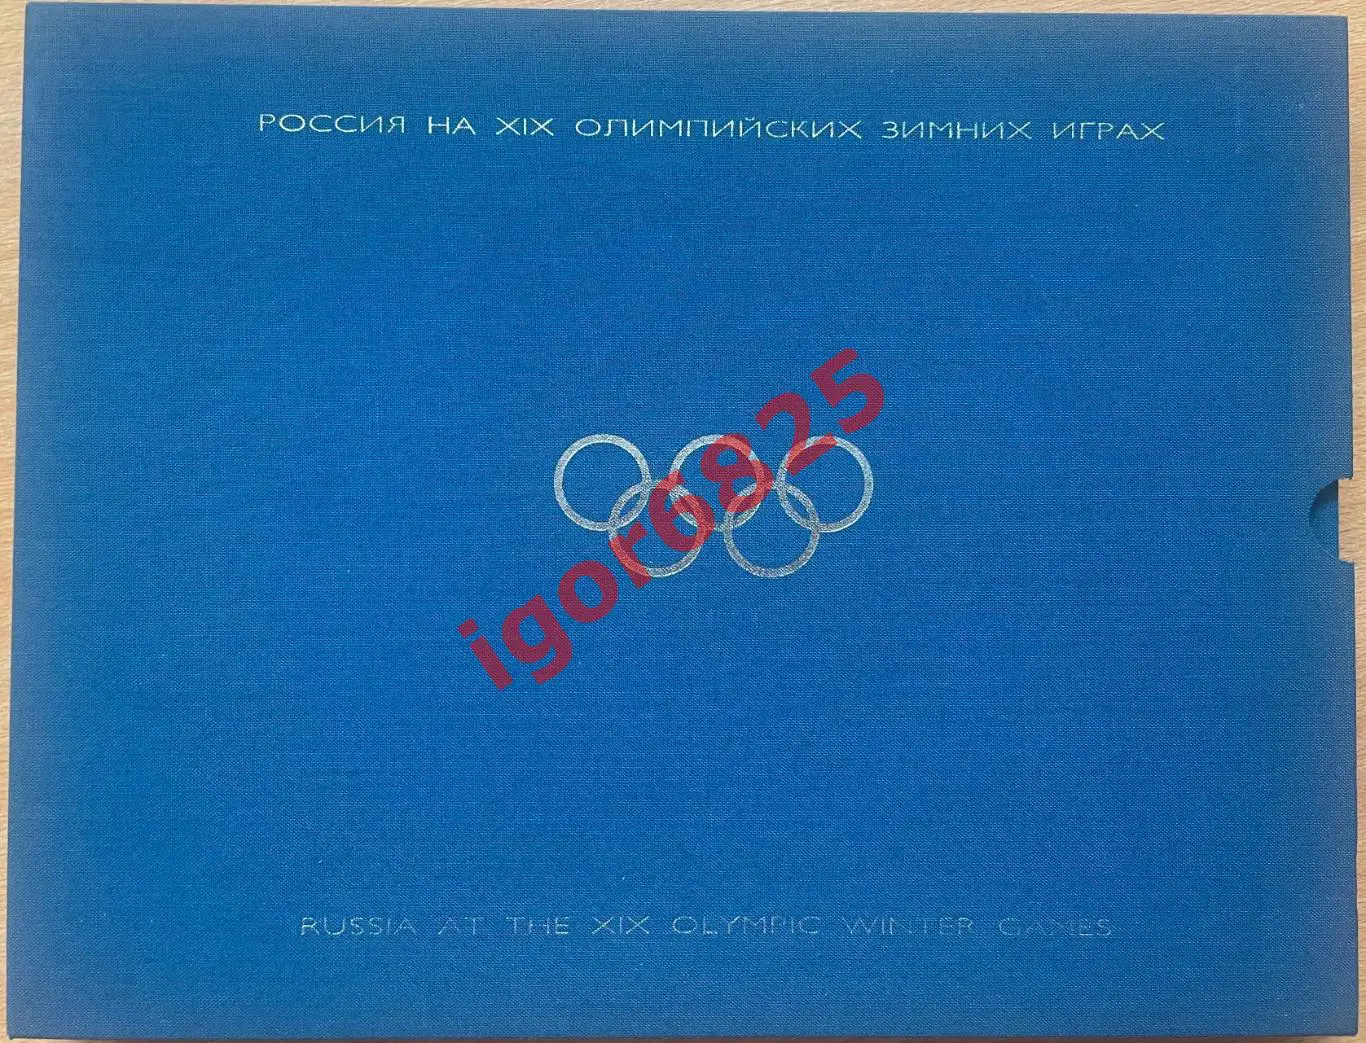 РОССИЯ НА XIX ОЛИМПИЙСКИХ ЗИМНИХ ИГРАХ
igor6825
RUSSIA AT THE XIX OLYMPIC WINTER GAMES